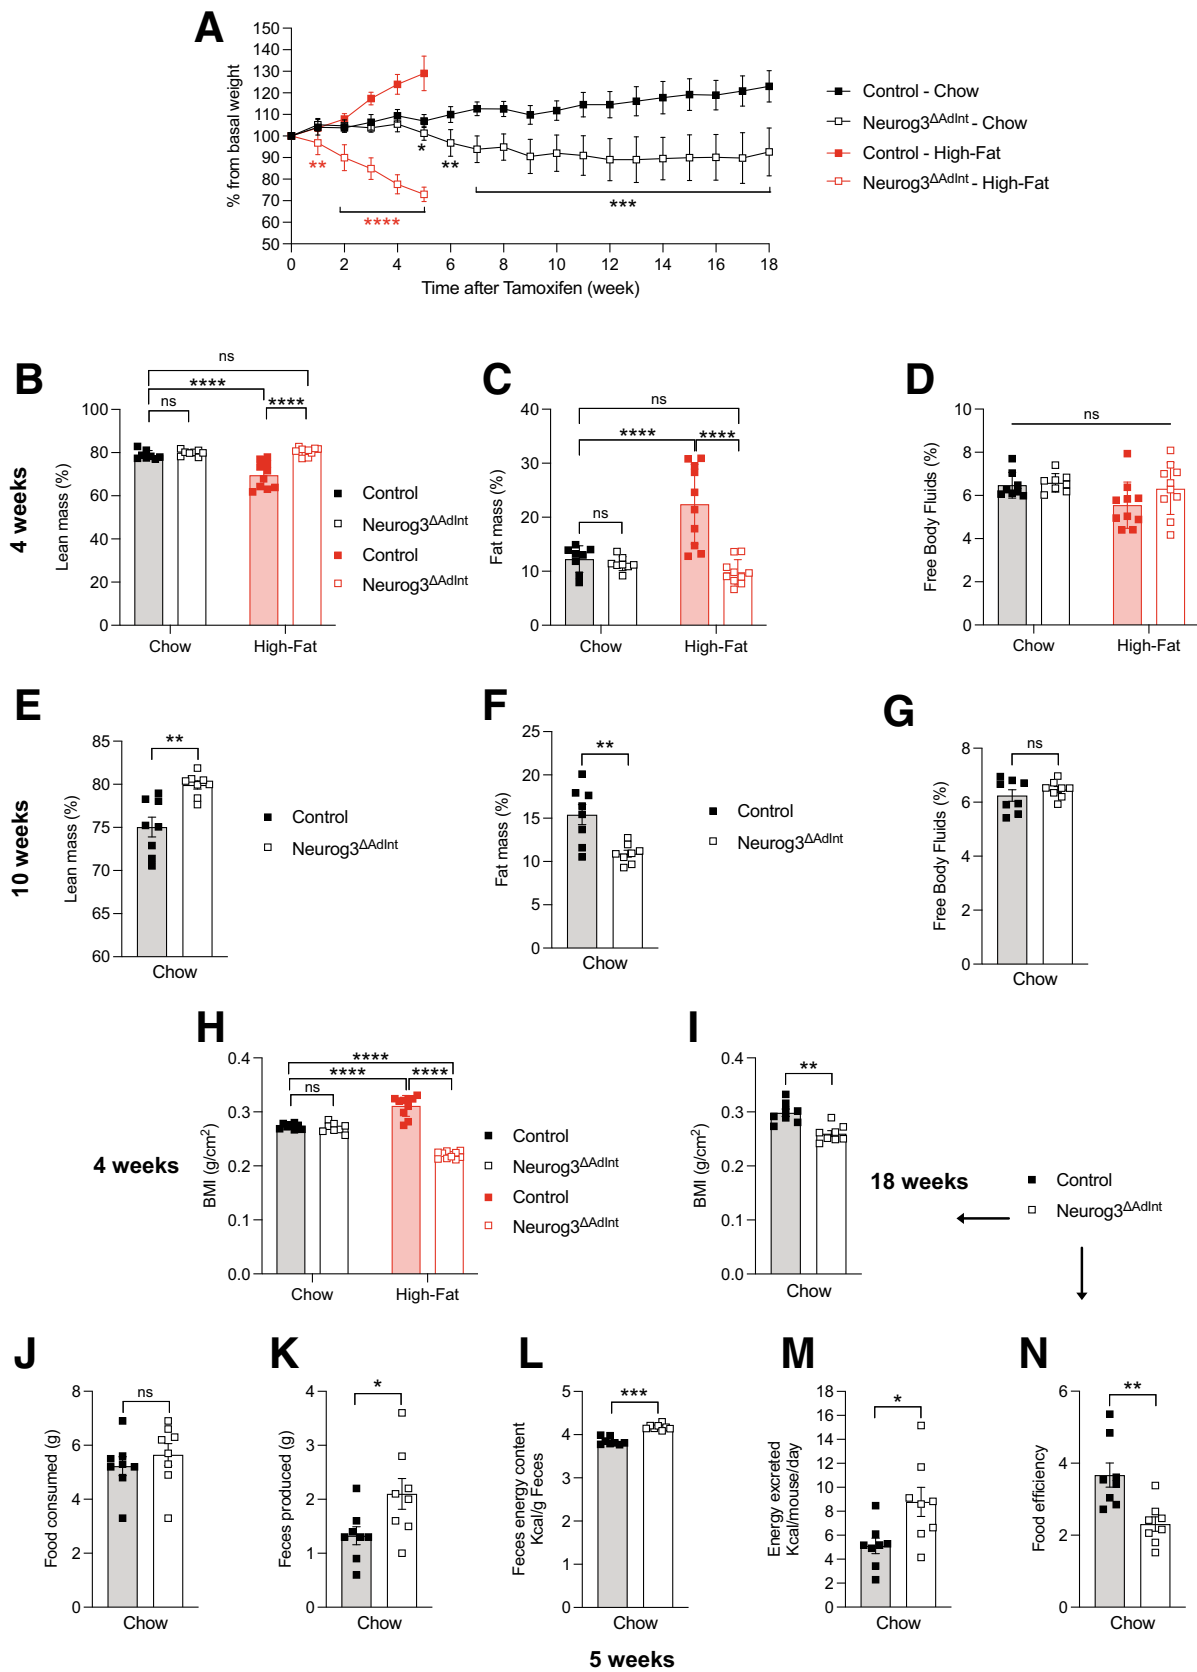 A
% from basal weight
150
140
130
120
110
100
90
80
70
60
50
** **** * ** ***
0 2 4 6 8 10 12 14 16 18
Time after Tamoxifen (week)
Control - Chow
Neurog3ΔAdInt - Chow
Control - High-Fat
Neurog3ΔAdInt - High-Fat
4 weeks
B
Lean mass (%)
100
80
60
40
20
0
ns
****
ns
****
Chow High-Fat
Control
Neurog3ΔAdInt
Control
Neurog3ΔAdInt
C
Fat mass (%)
40
30
20
10
0
ns
**** ****
ns
Chow High-Fat
D
Free Body Fluids (%)
8
6
4
2
0
ns
Chow High-Fat
10 weeks
E
Lean mass (%)
85
80
75
70
65
60
**
Chow
Control
Neurog3ΔAdInt
F
Fat mass (%)
25
20
15
10
5
0
**
Chow
Control
Neurog3ΔAdInt
G
Free Body Fluids (%)
8
6
4
2
0
ns
Chow
4 weeks
H
BMI (g/cm2)
0.4
0.3
0.2
0.1
0.0
****
**** ****
ns
Chow High-Fat
Control
Neurog3ΔAdInt
Control
Neurog3ΔAdInt
I
BMI (g/cm2)
0.4
0.3
0.2
0.1
0.0
**
Chow
18 weeks
Control
Neurog3ΔAdInt
J
Food consumed (g)
8
6
4
2
0
ns
Chow
K
Feces produced (g)
4
3
2
1
0
*
Chow
L
Feces energy content
Kcal/g Feces
5
4
3
2
1
0
***
Chow
M
Energy excreted
Kcal/mouse/day
18
16
14
12
10
8
6
4
2
0
*
Chow
N
Food efficiency
6
4
2
0
**
Chow
5 weeks